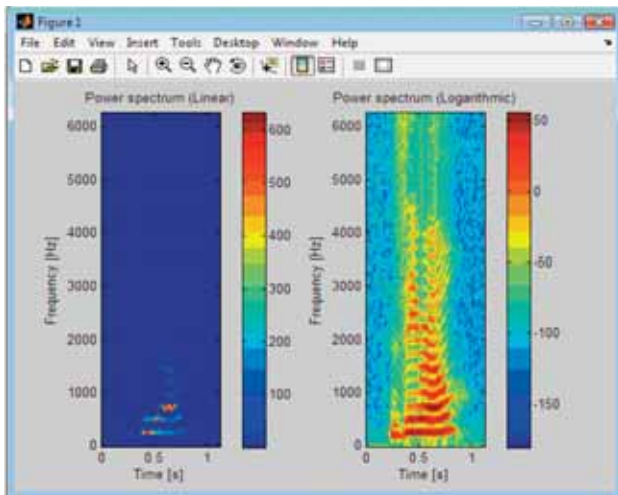 Figure 1
File Edit View Insert Tools Desktop Window Help
Power spectrum (Linear)
6000
5000
4000
3000
2000
1000
0
Frequency [Hz]
0 0.5 1
Time [s]
600
500
400
300
200
100
Power spectrum (Logarithmic)
6000
5000
4000
3000
2000
1000
0
Frequency [Hz]
0 0.5 1
Time [s]
50
0
-50
-100
-150